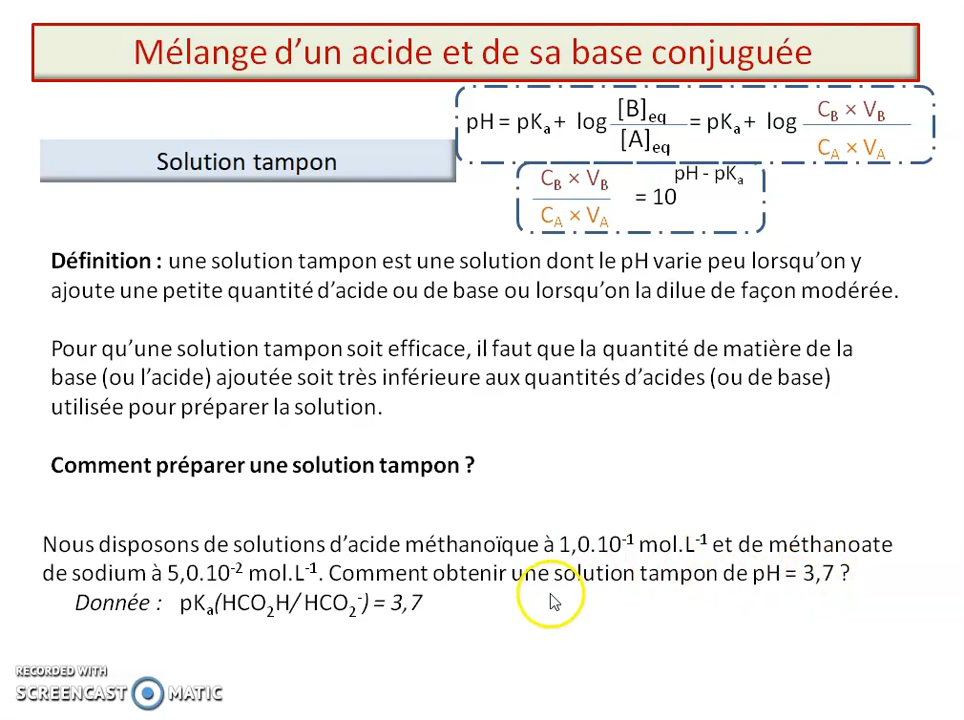 Mélange d'un acide et de sa base conjuguée
pH = pKa + log [B]eq / [A]eq = pKa + log CB × VB / CA × VA
Solution tampon
CB × VB / CA × VA = 10^pH - pKa
Définition : une solution tampon est une solution dont le pH varie peu lorsqu'on y
ajoute une petite quantité d'acide ou de base ou lorsqu'on la dilue de façon modérée.
Pour qu'une solution tampon soit efficace, il faut que la quantité de matière de la
base (ou l'acide) ajoutée soit très inférieure aux quantités d'acides (ou de base)
utilisée pour préparer la solution.
Comment préparer une solution tampon ?
Nous disposons de solutions d'acide méthanoïque à 1,0.10⁻¹ mol.L⁻¹ et de méthanoate
de sodium à 5,0.10⁻² mol.L⁻¹. Comment obtenir une solution tampon de pH = 3,7 ?
Donnée : pKa(HCO₂H/ HCO₂⁻) = 3,7
RECORDED WITH
SCREENCAST MATIC